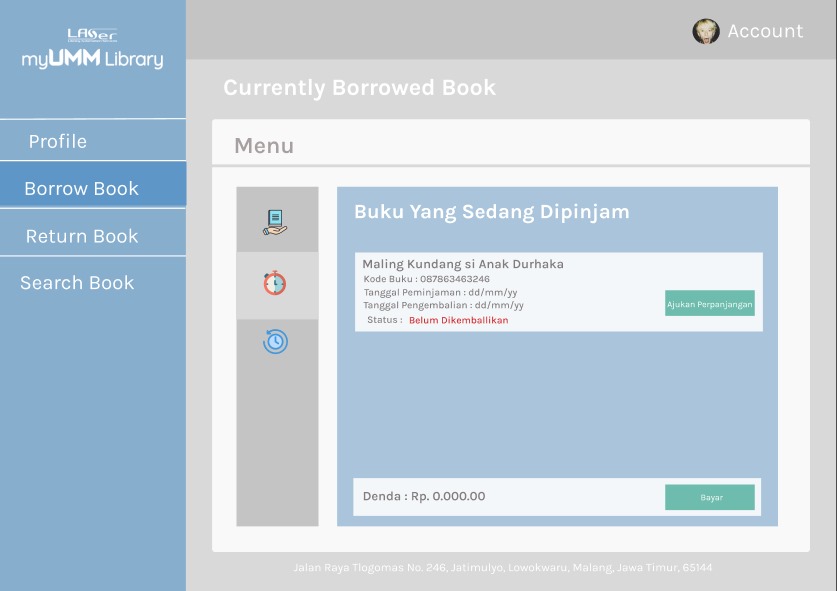 LASer
myUMM Library
Account
Currently Borrowed Book
Profile
Borrow Book
Return Book
Search Book
Menu
Buku Yang Sedang Dipinjam
Maling Kundang si Anak Durhaka
Kode Buku : 087863463246
Tanggal Peminjaman : dd/mm/yy
Tanggal Pengembalian : dd/mm/yy
Status : Belum Dikemballikan
Ajukan Perpanjangan
Denda : Rp. 0.000.00
Bayar
Jalan Raya Tlogomas No. 246, Jatimulyo, Lowokwaru, Malang, Jawa Timur, 65144